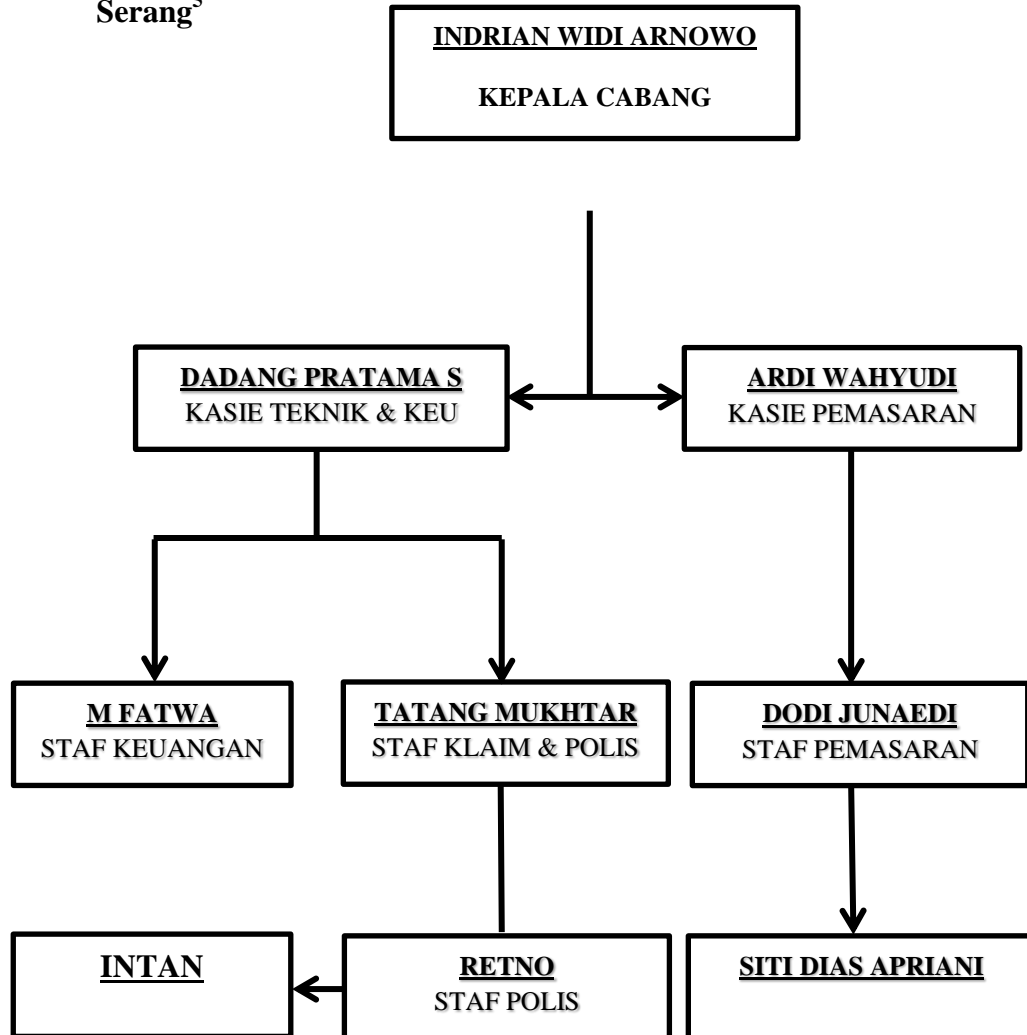 Serang⁵
INDRIAN WIDI ARNOWO
KEPALA CABANG
DADANG PRATAMA S
KASIE TEKNIK & KEU
ARDI WAHYUDI
KASIE PEMASARAN
M FATWA
STAF KEUANGAN
TATANG MUKHTAR
STAF KLAIM & POLIS
DODI JUNAEDI
STAF PEMASARAN
INTAN
RETNO
STAF POLIS
SITI DIAS APRIANI